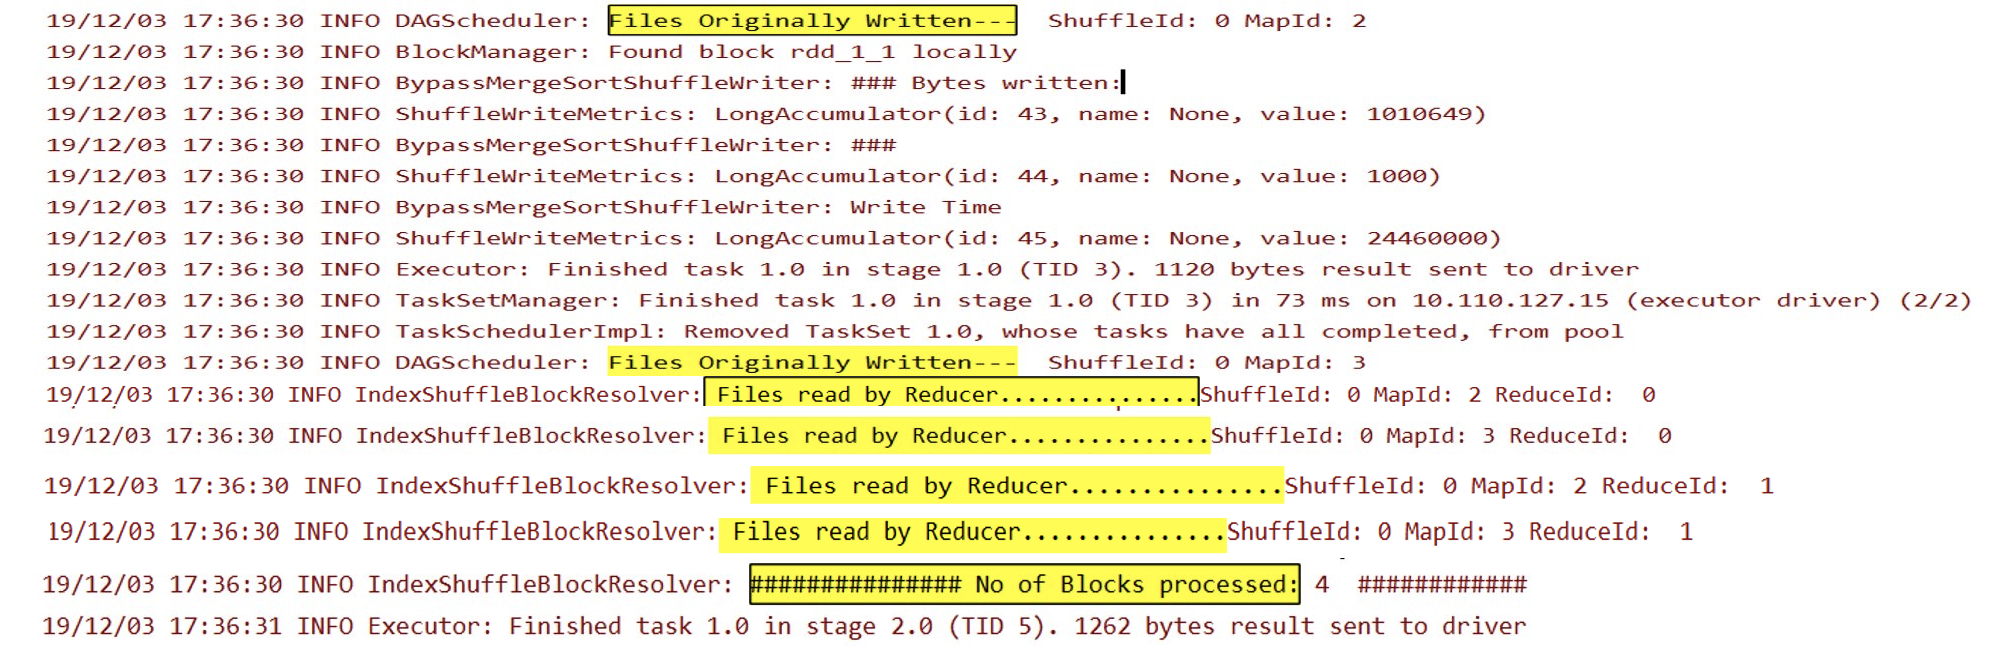 19/12/03 17:36:30 INFO DAGScheduler: Files Originally Written---  ShuffleId: 0 MapId: 2
19/12/03 17:36:30 INFO BlockManager: Found block rdd_1_1 locally
19/12/03 17:36:30 INFO BypassMergeSortShuffleWriter: ### Bytes written:
19/12/03 17:36:30 INFO ShuffleWriteMetrics: LongAccumulator(id: 43, name: None, value: 1010649)
19/12/03 17:36:30 INFO BypassMergeSortShuffleWriter: ###
19/12/03 17:36:30 INFO ShuffleWriteMetrics: LongAccumulator(id: 44, name: None, value: 1000)
19/12/03 17:36:30 INFO BypassMergeSortShuffleWriter: Write Time
19/12/03 17:36:30 INFO ShuffleWriteMetrics: LongAccumulator(id: 45, name: None, value: 24460000)
19/12/03 17:36:30 INFO Executor: Finished task 1.0 in stage 1.0 (TID 3). 1120 bytes result sent to driver
19/12/03 17:36:30 INFO TaskSetManager: Finished task 1.0 in stage 1.0 (TID 3) in 73 ms on 10.110.127.15 (executor driver) (2/2)
19/12/03 17:36:30 INFO TaskSchedulerImpl: Removed TaskSet 1.0, whose tasks have all completed, from pool
19/12/03 17:36:30 INFO DAGScheduler: Files Originally Written---  ShuffleId: 0 MapId: 3
19/12/03 17:36:30 INFO IndexShuffleBlockResolver: Files read by Reducer...............ShuffleId: 0 MapId: 2 ReduceId:  0
19/12/03 17:36:30 INFO IndexShuffleBlockResolver: Files read by Reducer...............ShuffleId: 0 MapId: 3 ReduceId:  0
19/12/03 17:36:30 INFO IndexShuffleBlockResolver: Files read by Reducer...............ShuffleId: 0 MapId: 2 ReduceId:  1
19/12/03 17:36:30 INFO IndexShuffleBlockResolver: Files read by Reducer...............ShuffleId: 0 MapId: 3 ReduceId:  1
19/12/03 17:36:30 INFO IndexShuffleBlockResolver: ############### No of Blocks processed: 4  ############
19/12/03 17:36:31 INFO Executor: Finished task 1.0 in stage 2.0 (TID 5). 1262 bytes result sent to driver